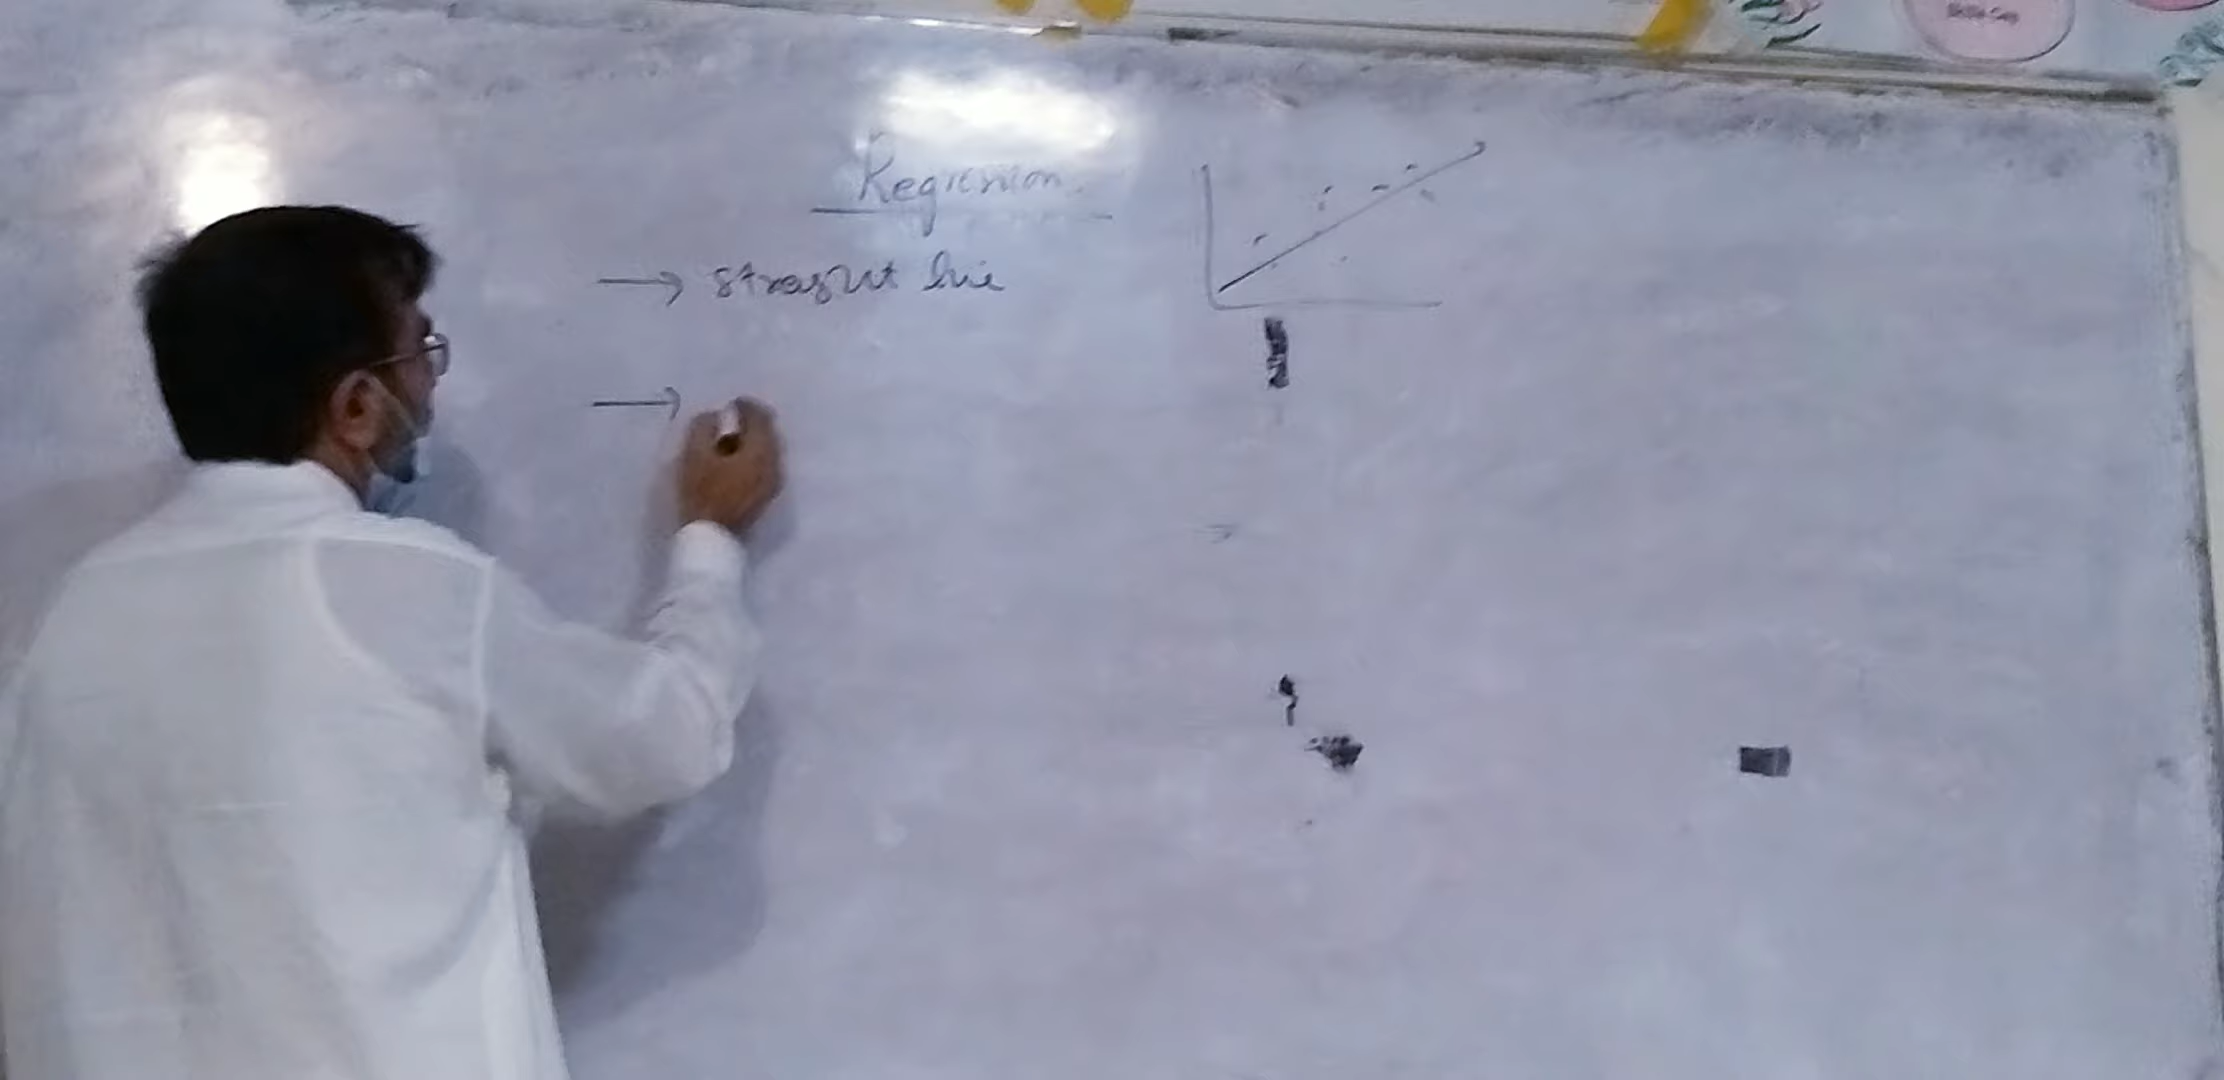 Regression
→ straight line
→